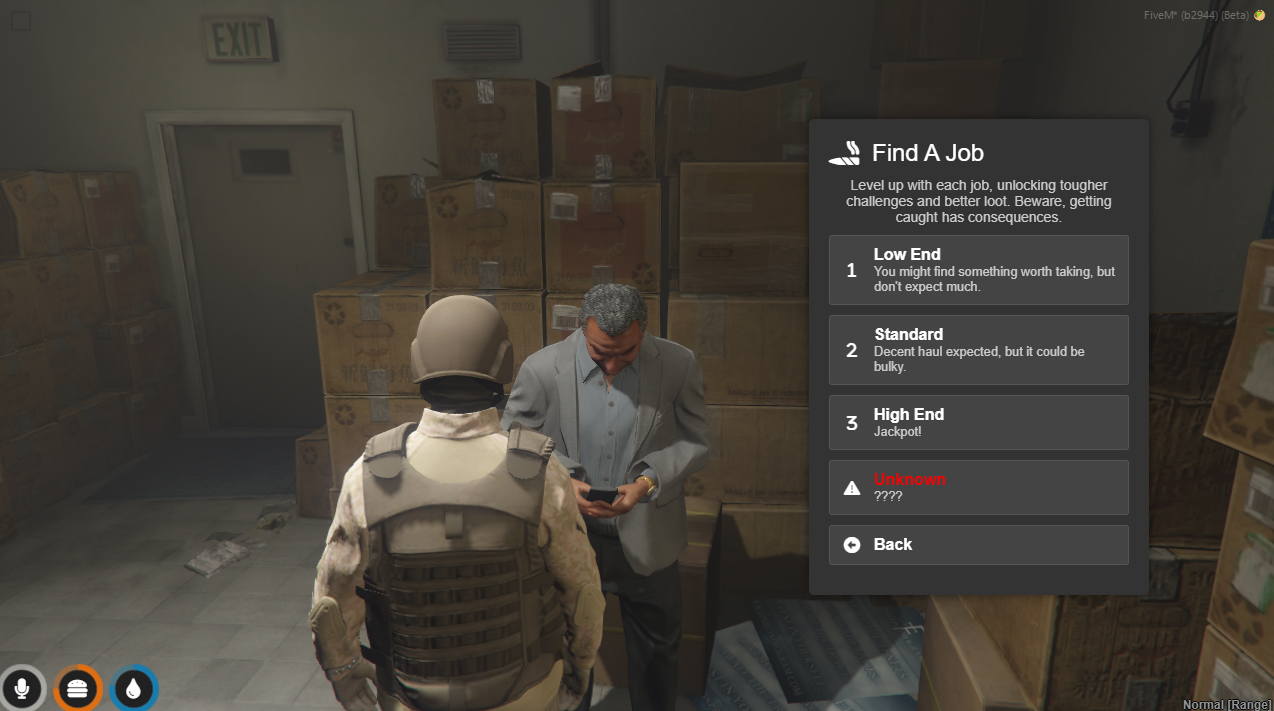 FiveM* (b2944) (Beta)
EXIT
Find A Job
Level up with each job, unlocking tougher
challenges and better loot. Beware, getting
caught has consequences.
1
Low End
You might find something worth taking, but
don't expect much.
2
Standard
Decent haul expected, but it could be
bulky.
3
High End
Jackpot!
Unknown
????
Back
Normal [Range]